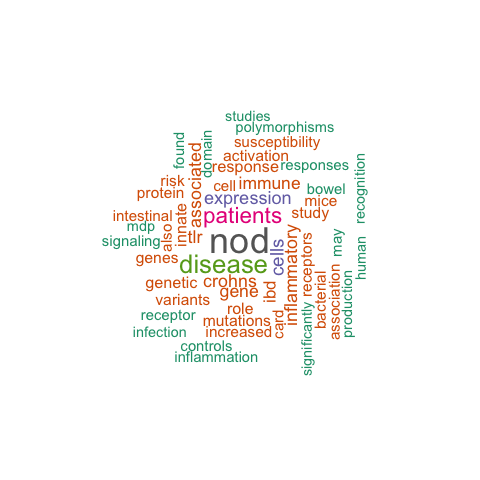 studies
polymorphisms
susceptibility
found
domain
activation
response
responses
recognition
associated
risk
cell
immune
protein
expression
bowel
mice
intestinal
innate
patients
study
mdp
also
tlr
nod
signaling
cells
may
human
genes
disease
inflammatory
receptors
genetic
crohns
gene
ibd
bacterial
association
production
variants
role
card
significantly
receptor
mutations
infection
increased
controls
inflammation